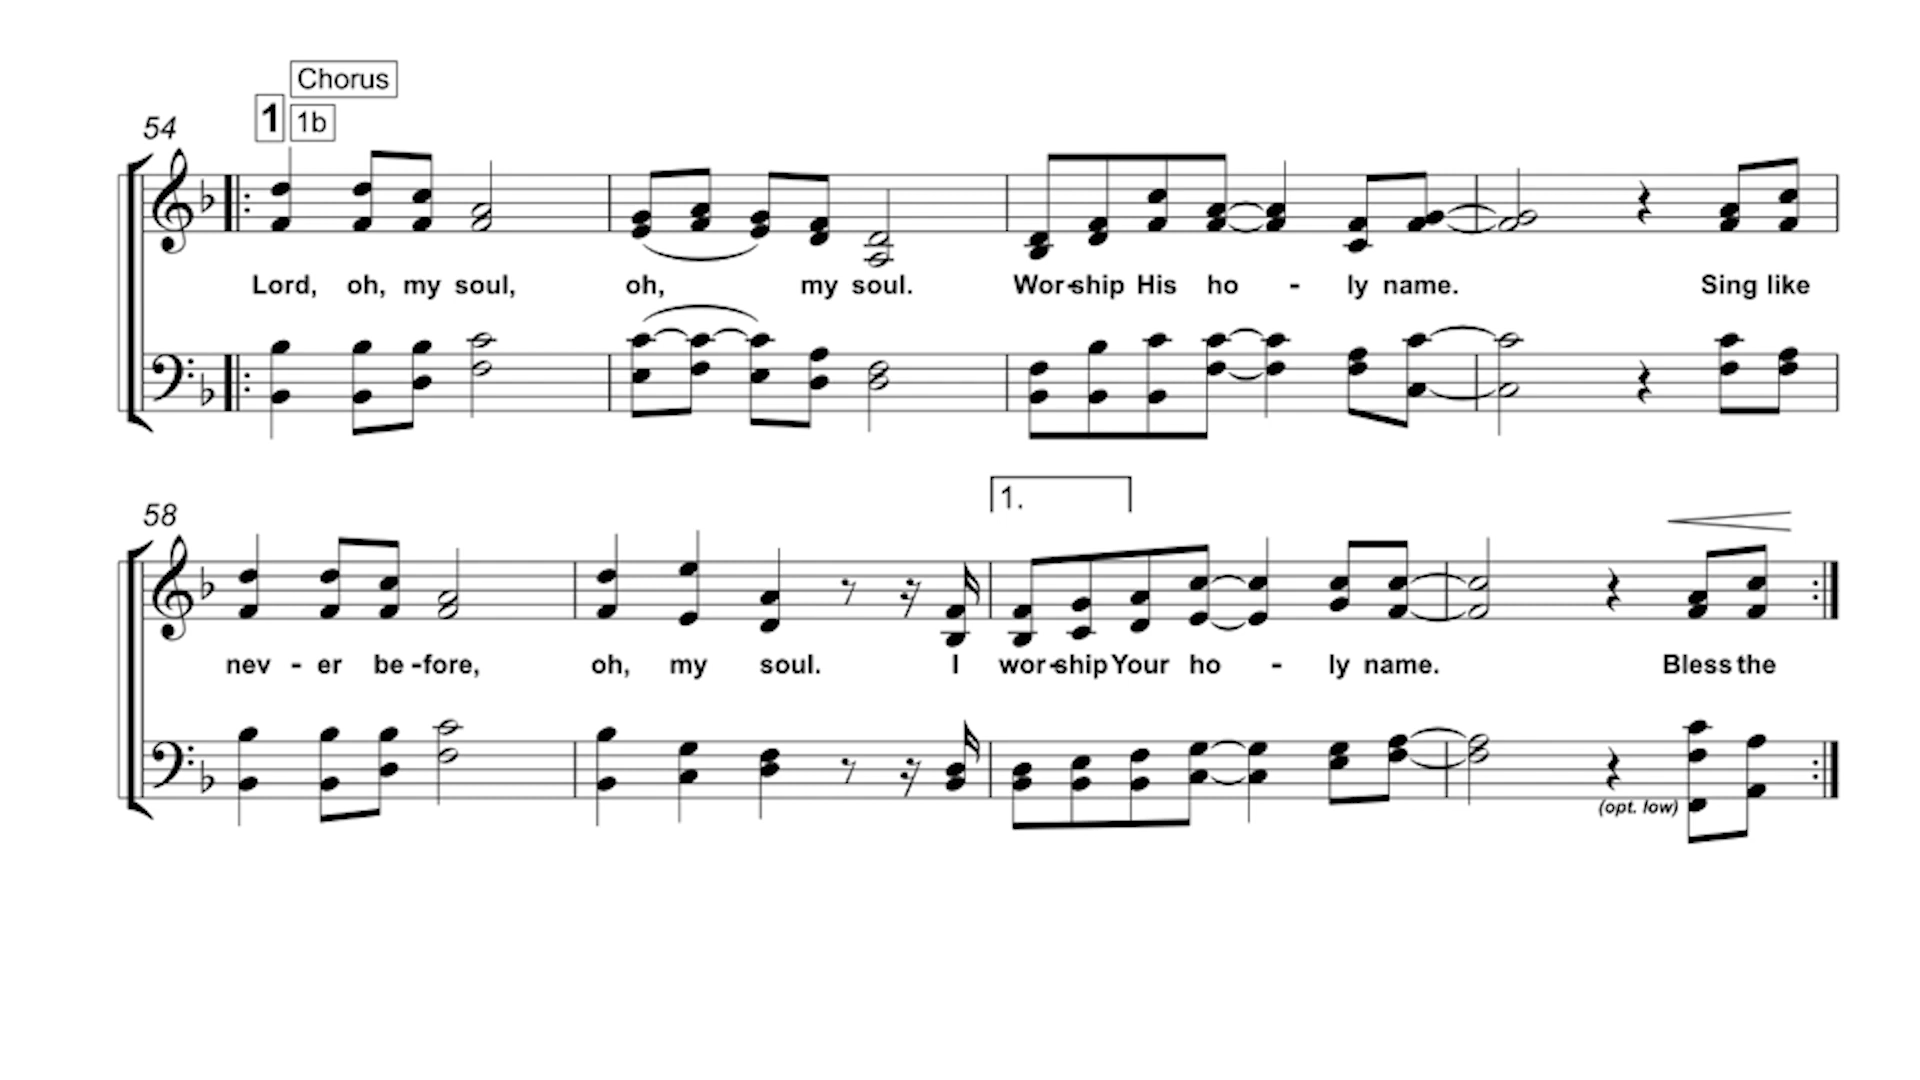 Chorus
54 1 1b
Lord, oh, my soul, oh, my soul. Wor-ship His ho - ly name. Sing like
58 1.
nev - er be -fore, oh, my soul. I wor-ship Your ho - ly name. Bless the
(opt. low)